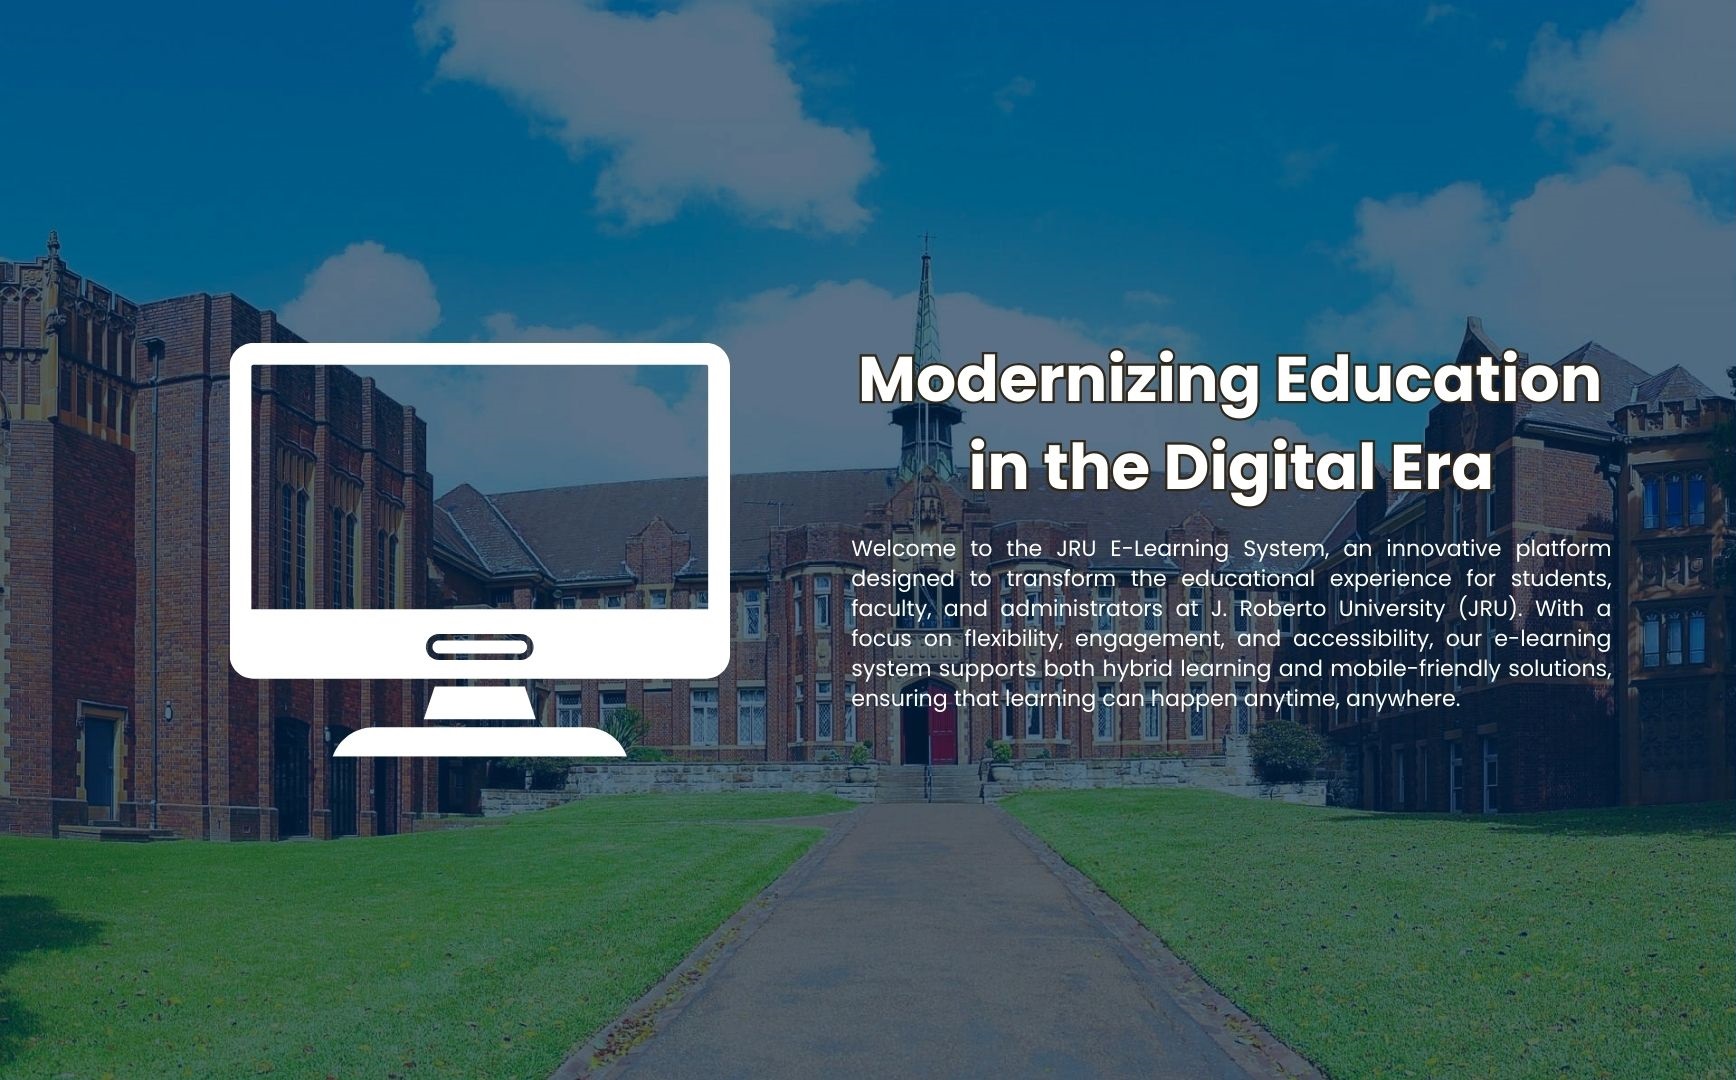 Modernizing Education
in the Digital Era
Welcome to the JRU E-Learning System, an innovative platform
designed to transform the educational experience for students,
faculty, and administrators at J. Roberto University (JRU). With a
focus on flexibility, engagement, and accessibility, our e-learning
system supports both hybrid learning and mobile-friendly solutions,
ensuring that learning can happen anytime, anywhere.